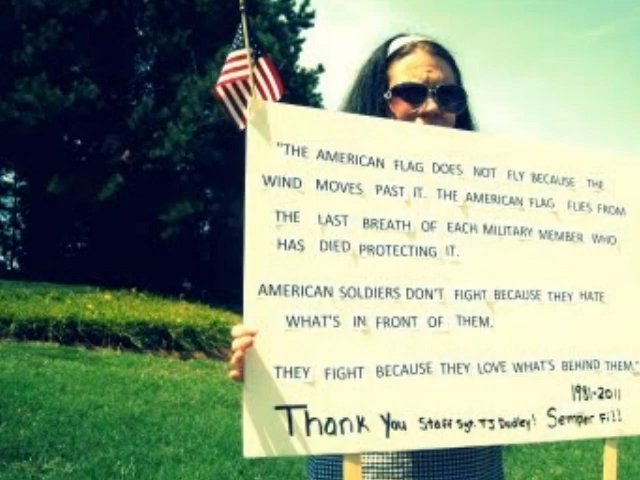 "THE AMERICAN FLAG DOES NOT FLY BECAUSE THE
WIND MOVES PAST IT. THE AMERICAN FLAG FLIES FROM
THE LAST BREATH OF EACH MILITARY MEMBER WHO
HAS DIED PROTECTING IT.
AMERICAN SOLDIERS DON'T FIGHT BECAUSE THEY HATE
WHAT'S IN FRONT OF THEM.
THEY FIGHT BECAUSE THEY LOVE WHAT'S BEHIND THEM."
1981-2011
Thank You Staff Sgt. TJ Dudley! Semper Fi!!